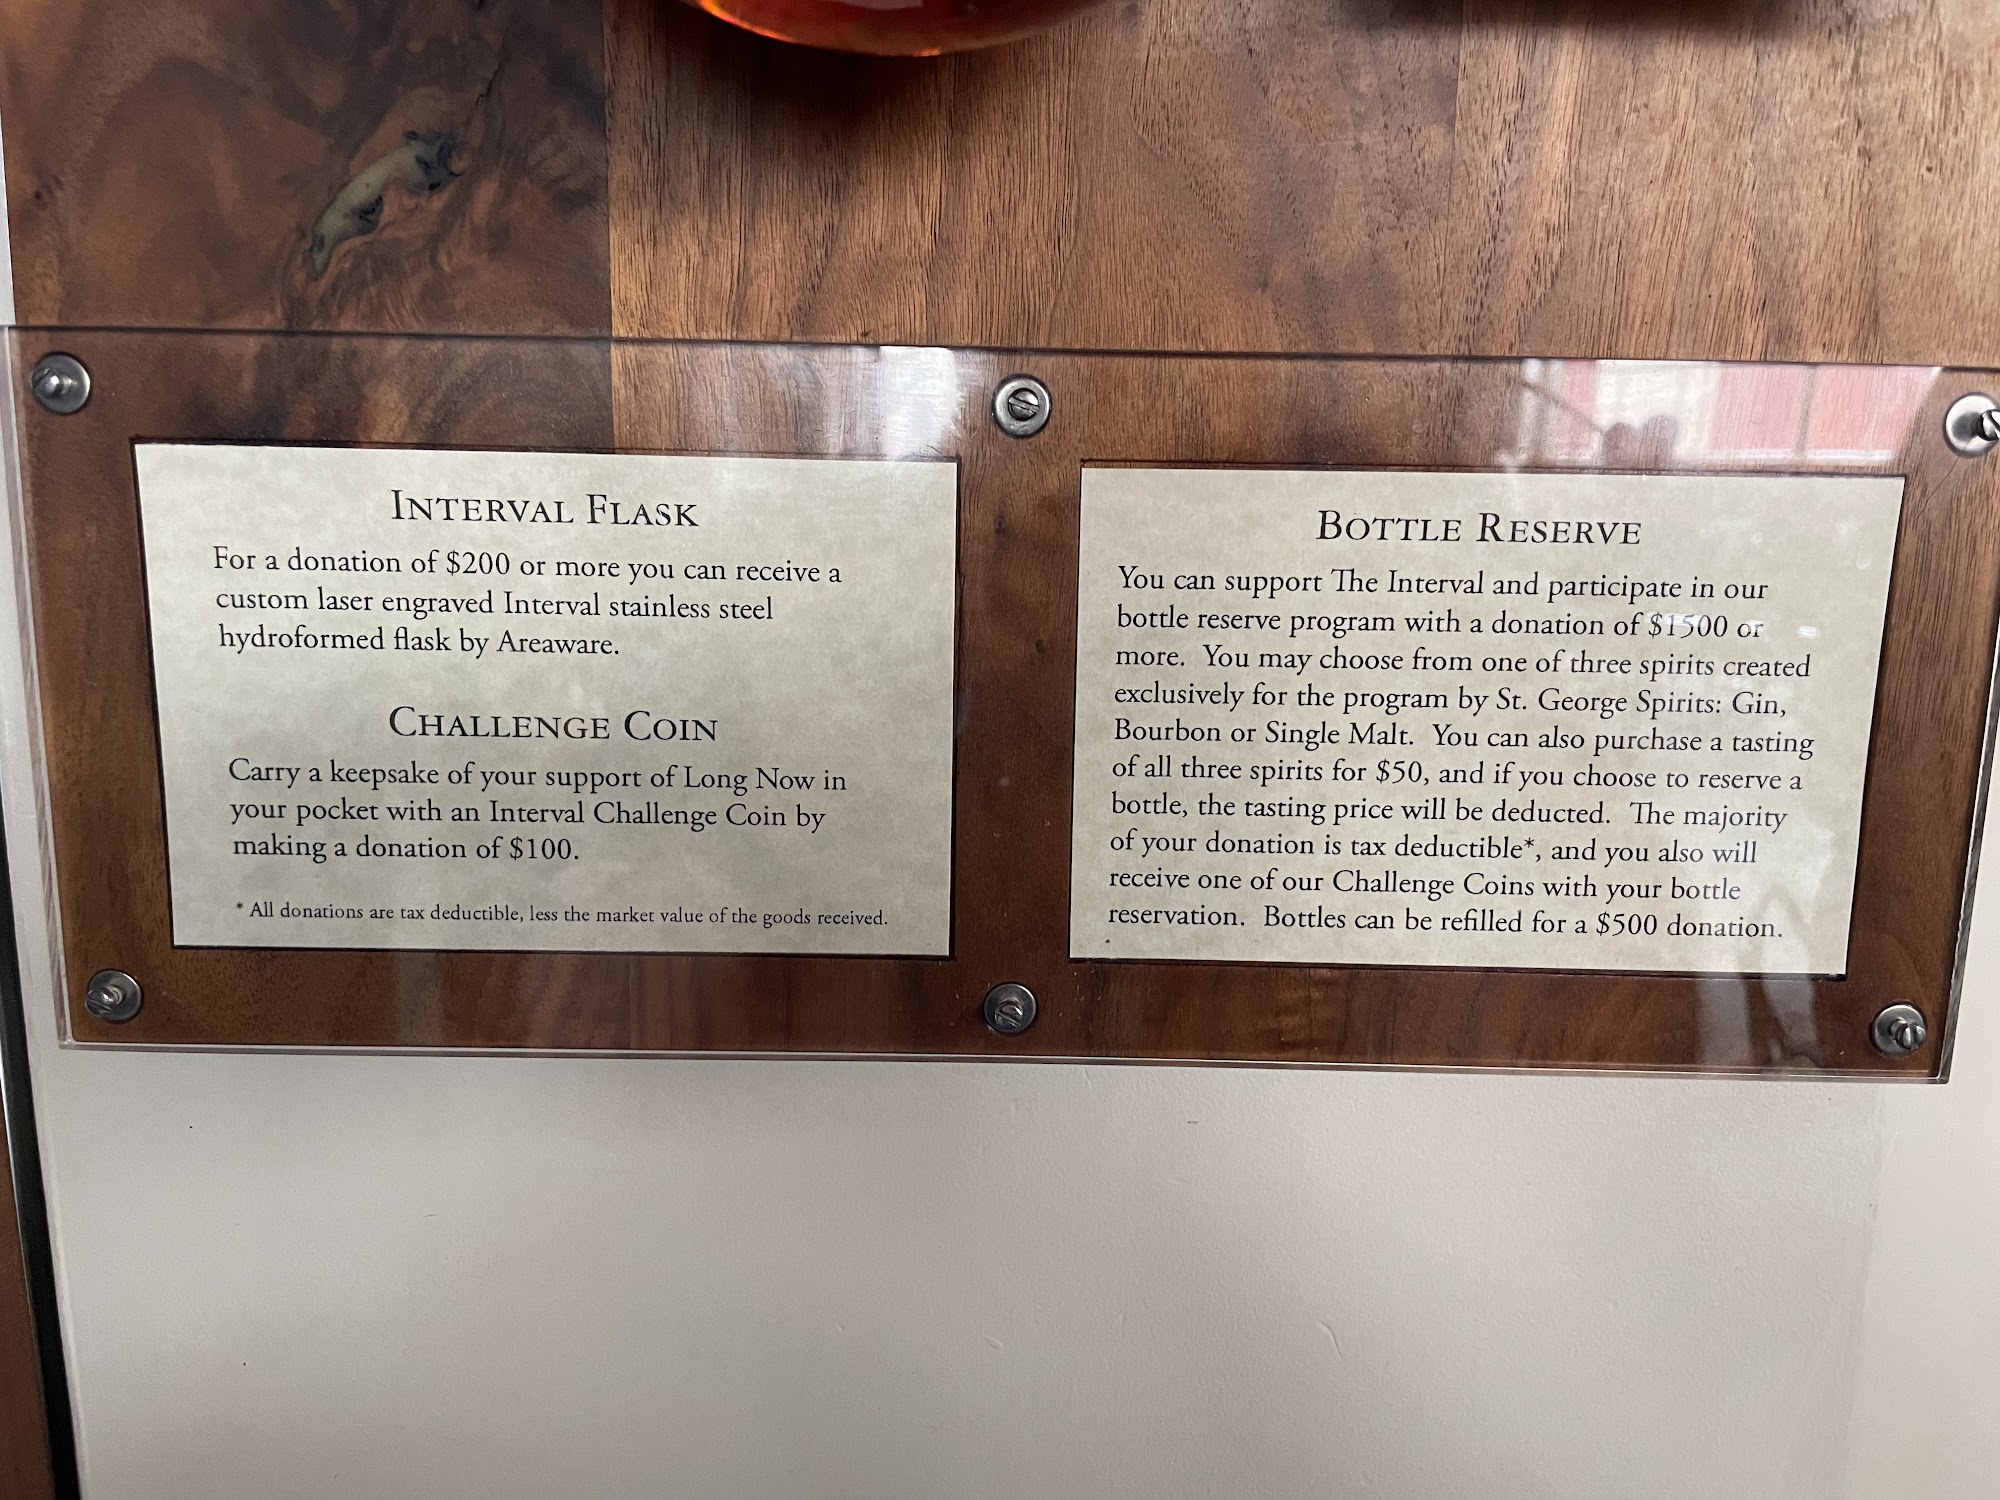 INTERVAL FLASK
For a donation of $200 or more you can receive a
custom laser engraved Interval stainless steel
hydroformed flask by Areaware.
CHALLENGE COIN
Carry a keepsake of your support of Long Now in
your pocket with an Interval Challenge Coin by
making a donation of $100.
* All donations are tax deductible, less the market value of the goods received.
BOTTLE RESERVE
You can support The Interval and participate in our
bottle reserve program with a donation of $1500 or
more. You may choose from one of three spirits created
exclusively for the program by St. George Spirits: Gin,
Bourbon or Single Malt. You can also purchase a tasting
of all three spirits for $50, and if you choose to reserve a
bottle, the tasting price will be deducted. The majority
of your donation is tax deductible*, and you also will
receive one of our Challenge Coins with your bottle
reservation. Bottles can be refilled for a $500 donation.